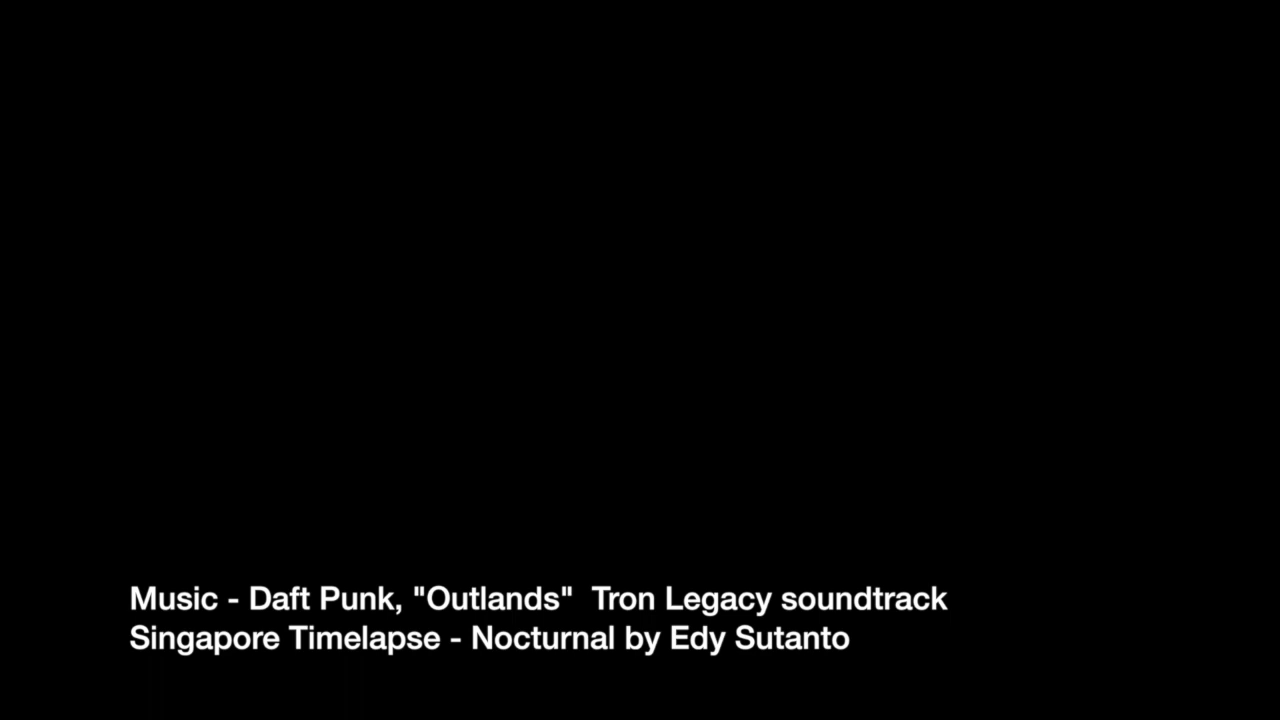 Music - Daft Punk, "Outlands"  Tron Legacy soundtrack
Singapore Timelapse - Nocturnal by Edy Sutanto